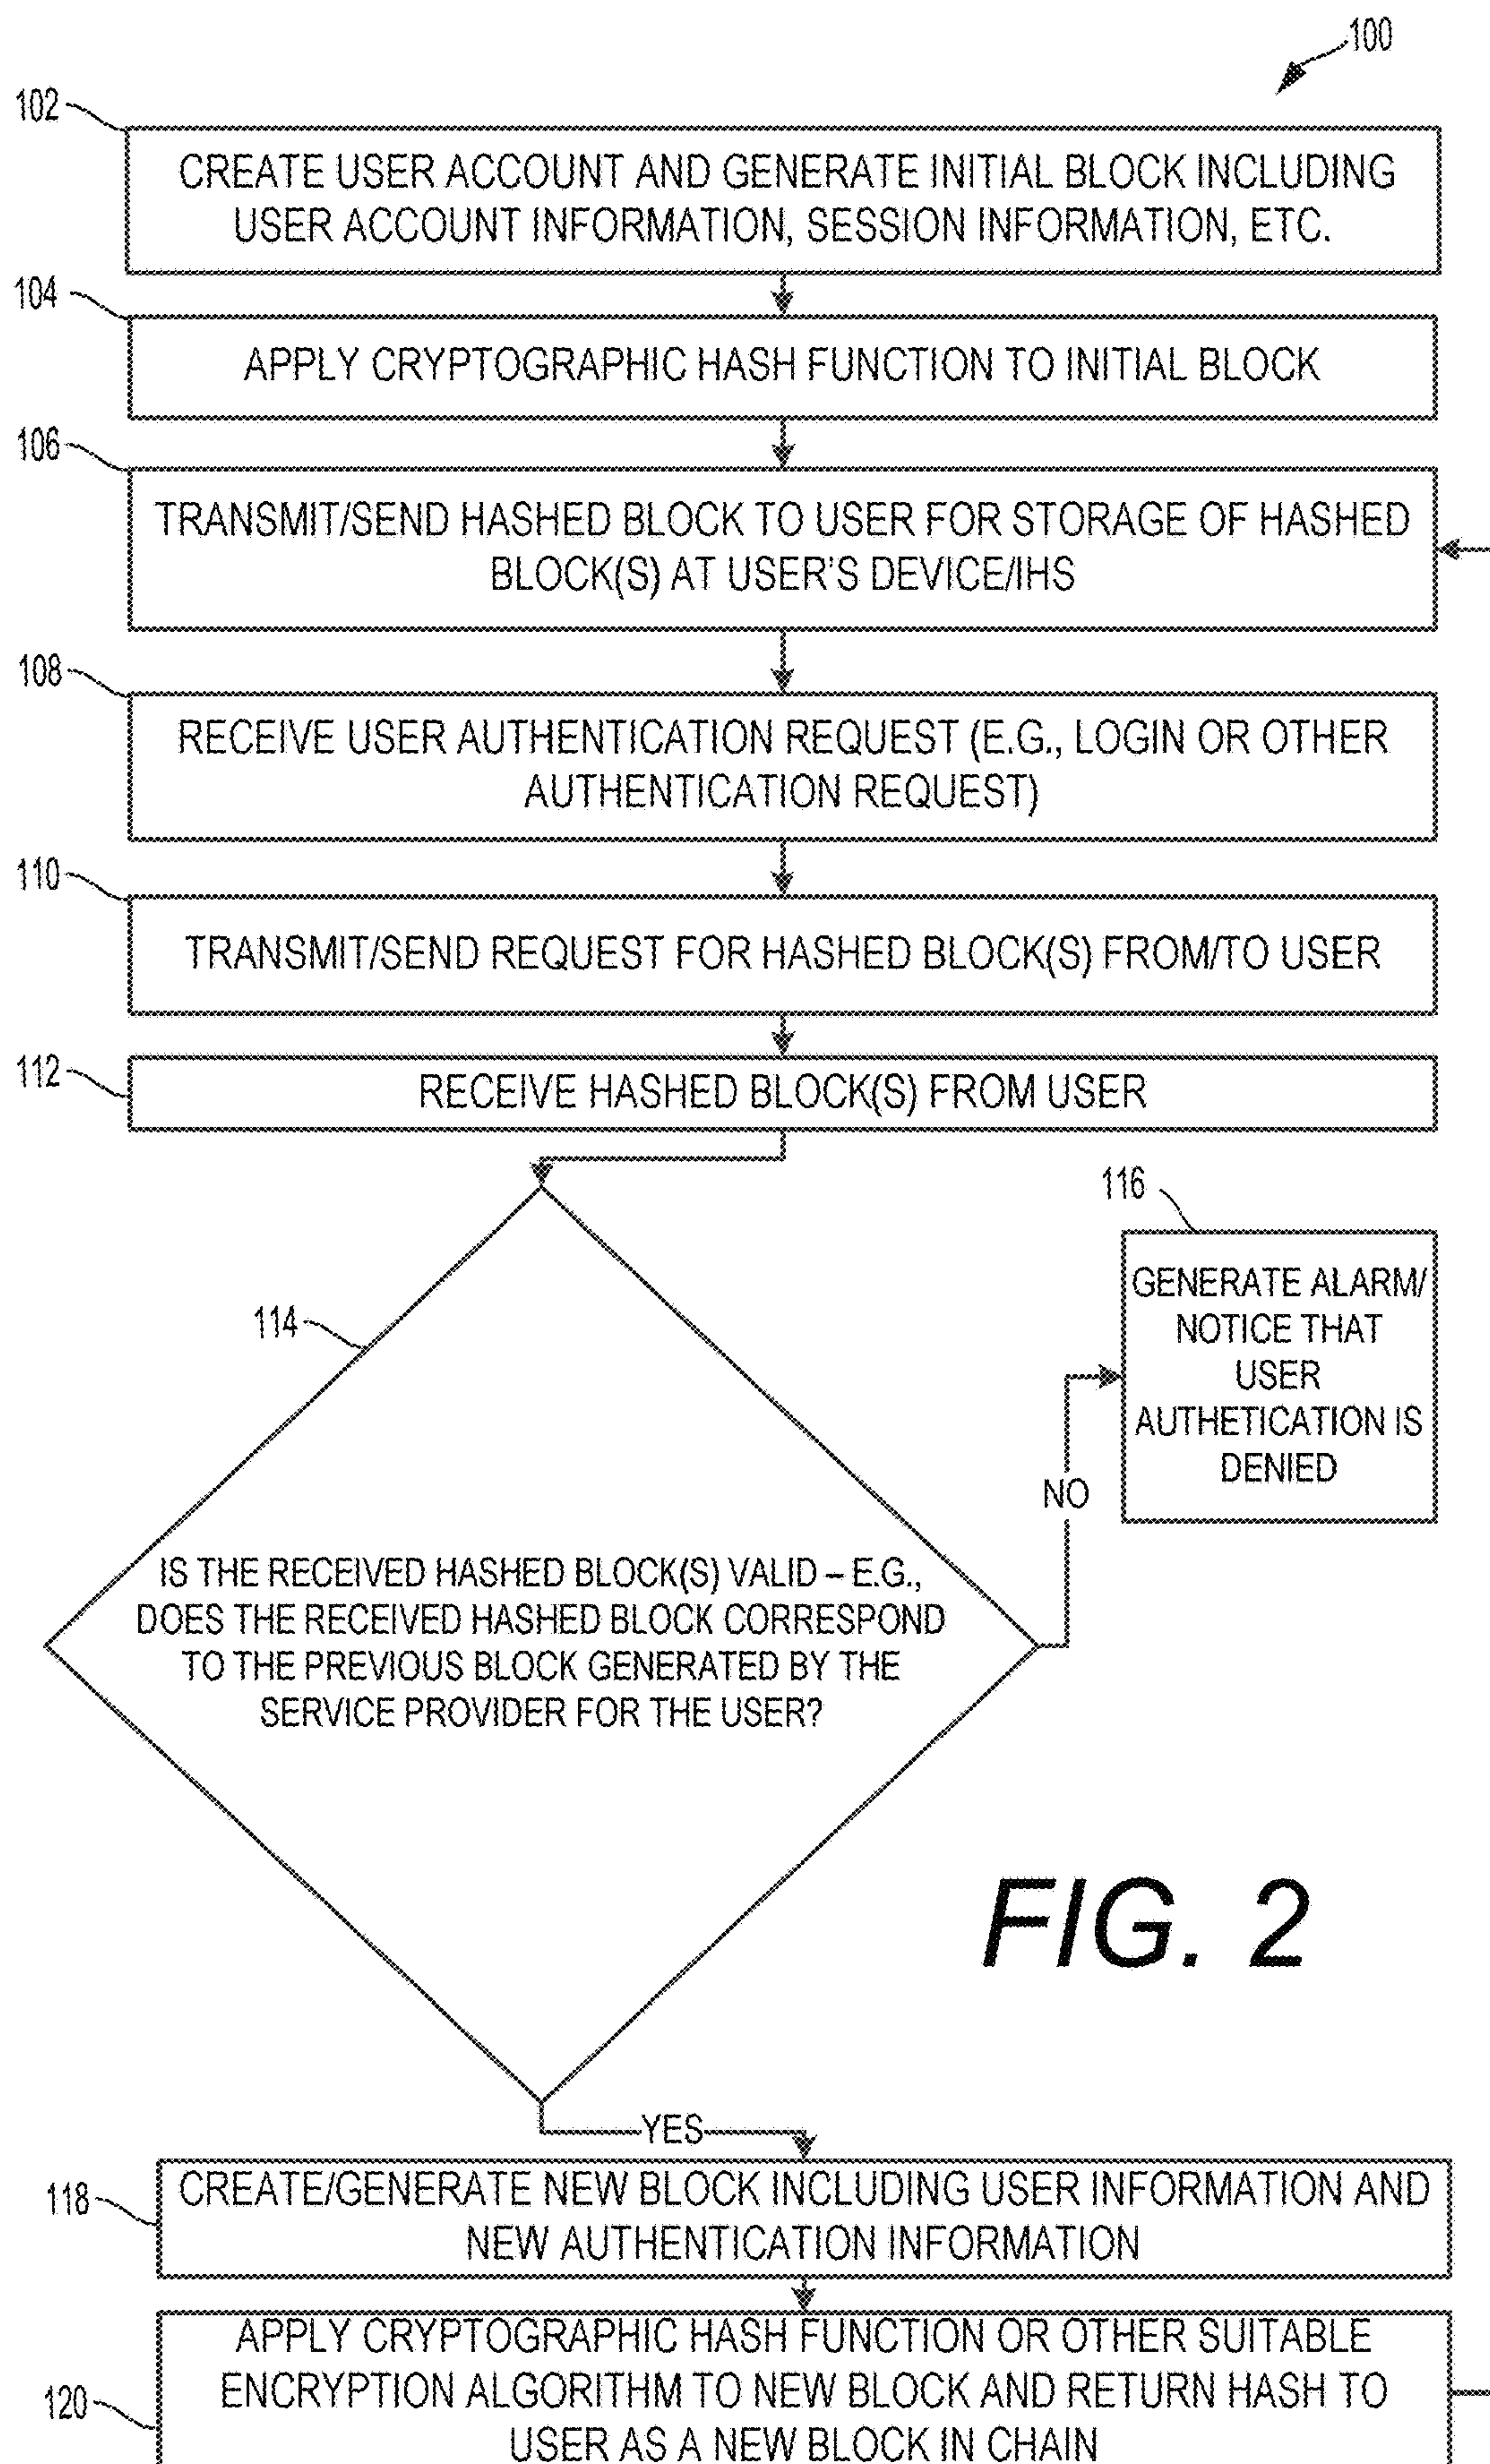 100
102
CREATE USER ACCOUNT AND GENERATE INITIAL BLOCK INCLUDING
USER ACCOUNT INFORMATION, SESSION INFORMATION, ETC.
104
APPLY CRYPTOGRAPHIC HASH FUNCTION TO INITIAL BLOCK
106
TRANSMIT/SEND HASHED BLOCK TO USER FOR STORAGE OF HASHED
BLOCK(S) AT USER'S DEVICE/IHS
108
RECEIVE USER AUTHENTICATION REQUEST (E.G., LOGIN OR OTHER
AUTHENTICATION REQUEST)
110
TRANSMIT/SEND REQUEST FOR HASHED BLOCK(S) FROM/TO USER
112
RECEIVE HASHED BLOCK(S) FROM USER
114
IS THE RECEIVED HASHED BLOCK(S) VALID – E.G.,
DOES THE RECEIVED HASHED BLOCK CORRESPOND
TO THE PREVIOUS BLOCK GENERATED BY THE
SERVICE PROVIDER FOR THE USER?
NO
116
GENERATE ALARM/
NOTICE THAT
USER
AUTHETICATION IS
DENIED
FIG. 2
YES
118
CREATE/GENERATE NEW BLOCK INCLUDING USER INFORMATION AND
NEW AUTHENTICATION INFORMATION
120
APPLY CRYPTOGRAPHIC HASH FUNCTION OR OTHER SUITABLE
ENCRYPTION ALGORITHM TO NEW BLOCK AND RETURN HASH TO
USER AS A NEW BLOCK IN CHAIN